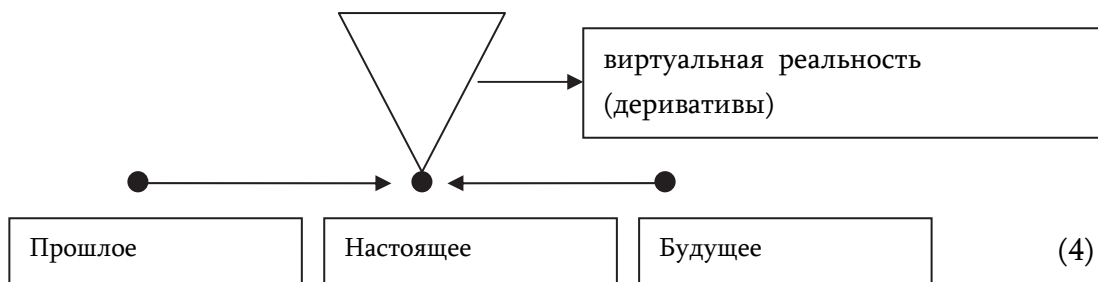 виртуальная реальность
(деривативы)
Прошлое
Настоящее
Будущее
(4)